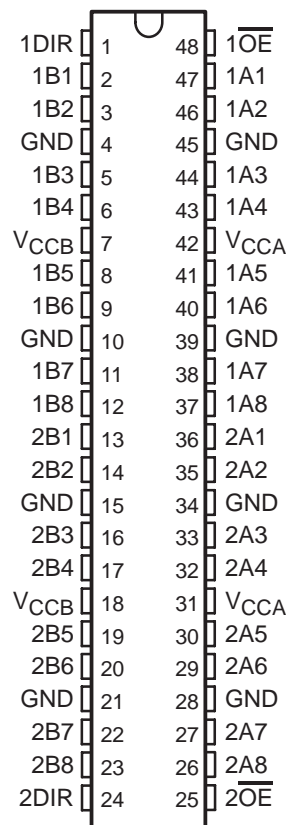 1DIR 1 48 1O̅E̅
1B1 2 47 1A1
1B2 3 46 1A2
GND 4 45 GND
1B3 5 44 1A3
1B4 6 43 1A4
VCCB 7 42 VCCA
1B5 8 41 1A5
1B6 9 40 1A6
GND 10 39 GND
1B7 11 38 1A7
1B8 12 37 1A8
2B1 13 36 2A1
2B2 14 35 2A2
GND 15 34 GND
2B3 16 33 2A3
2B4 17 32 2A4
VCCB 18 31 VCCA
2B5 19 30 2A5
2B6 20 29 2A6
GND 21 28 GND
2B7 22 27 2A7
2B8 23 26 2A8
2DIR 24 25 2O̅E̅